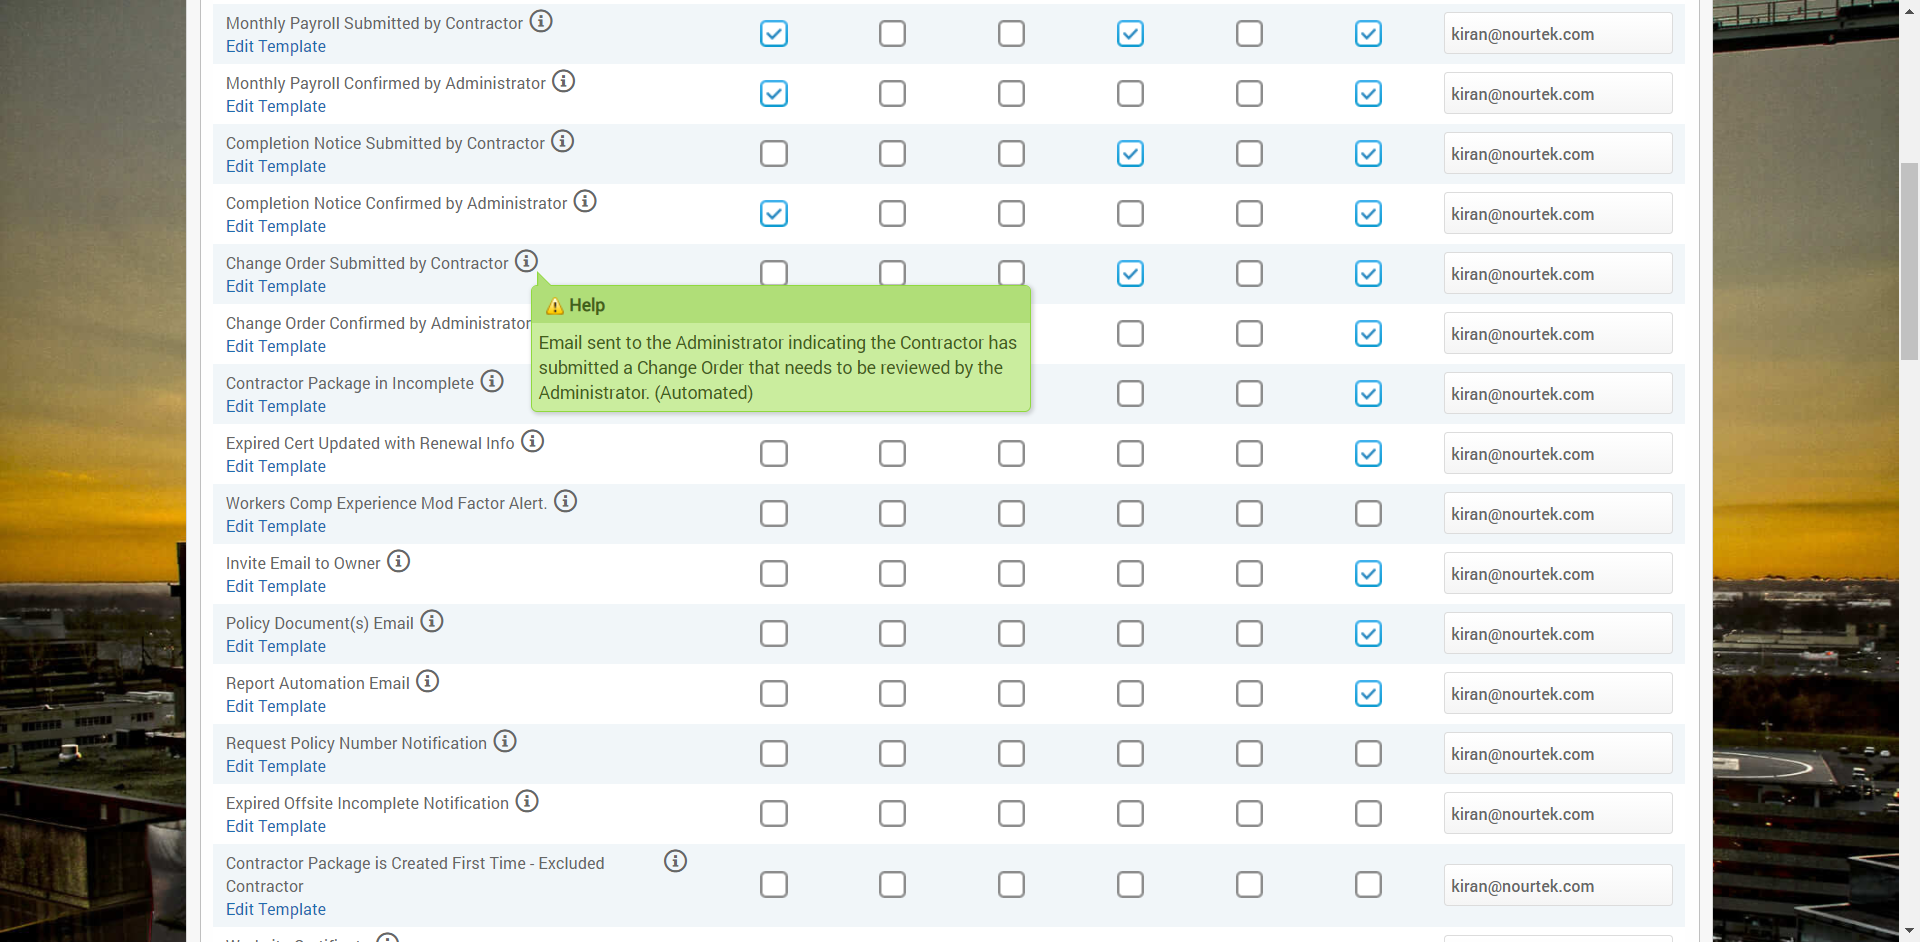 Monthly Payroll Submitted by Contractor
Edit Template
kiran@nourtek.com
Monthly Payroll Confirmed by Administrator
Edit Template
kiran@nourtek.com
Completion Notice Submitted by Contractor
Edit Template
kiran@nourtek.com
Completion Notice Confirmed by Administrator
Edit Template
kiran@nourtek.com
Change Order Submitted by Contractor
Edit Template
kiran@nourtek.com
Help
Email sent to the Administrator indicating the Contractor has
submitted a Change Order that needs to be reviewed by the
Administrator. (Automated)
Change Order Confirmed by Administrator
Edit Template
kiran@nourtek.com
Contractor Package in Incomplete
Edit Template
kiran@nourtek.com
Expired Cert Updated with Renewal Info
Edit Template
kiran@nourtek.com
Workers Comp Experience Mod Factor Alert.
Edit Template
kiran@nourtek.com
Invite Email to Owner
Edit Template
kiran@nourtek.com
Policy Document(s) Email
Edit Template
kiran@nourtek.com
Report Automation Email
Edit Template
kiran@nourtek.com
Request Policy Number Notification
Edit Template
kiran@nourtek.com
Expired Offsite Incomplete Notification
Edit Template
kiran@nourtek.com
Contractor Package is Created First Time - Excluded
Contractor
Edit Template
kiran@nourtek.com